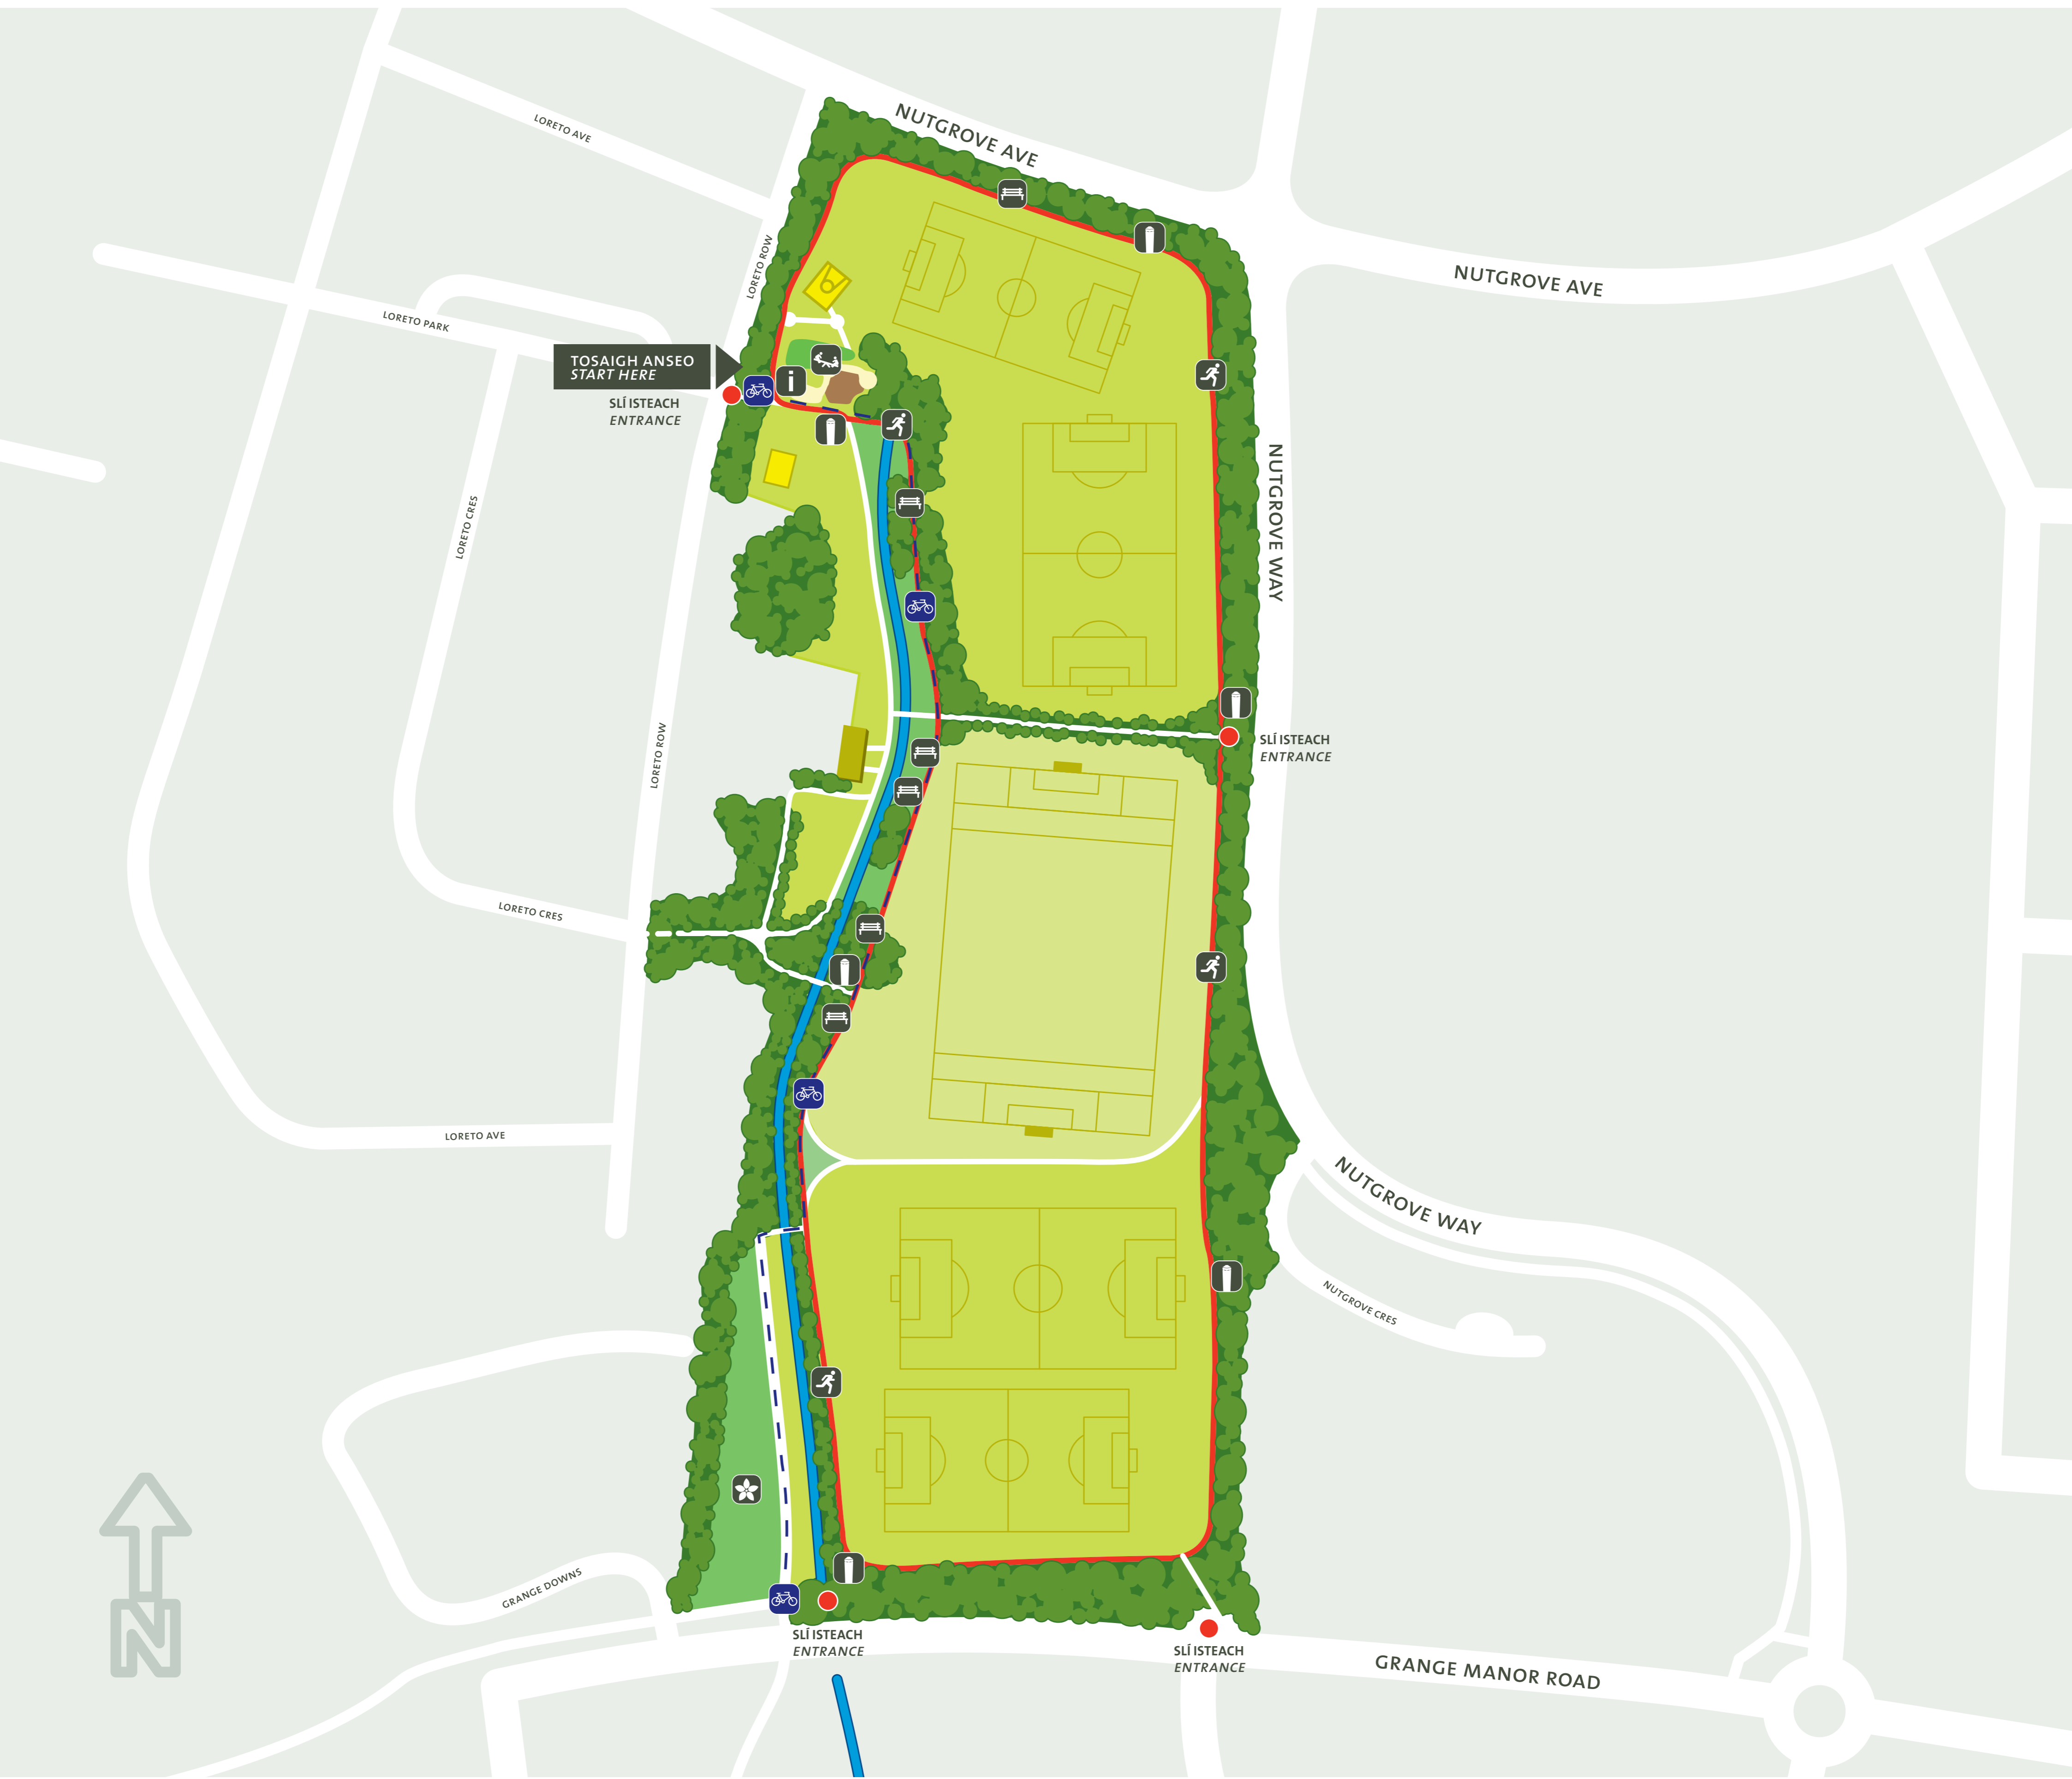 NUTGROVE AVE
LORETO AVE
LORETO ROW
NUTGROVE AVE
LORETO PARK
TOSAIGH ANSEO
START HERE
SLÍ ISTEACH
ENTRANCE
i
LORETO CRES
NUTGROVE WAY
SLÍ ISTEACH
ENTRANCE
LORETO ROW
LORETO CRES
LORETO AVE
NUTGROVE WAY
NUTGROVE CRES
GRANGE DOWNS
N
SLÍ ISTEACH
ENTRANCE
SLÍ ISTEACH
ENTRANCE
GRANGE MANOR ROAD